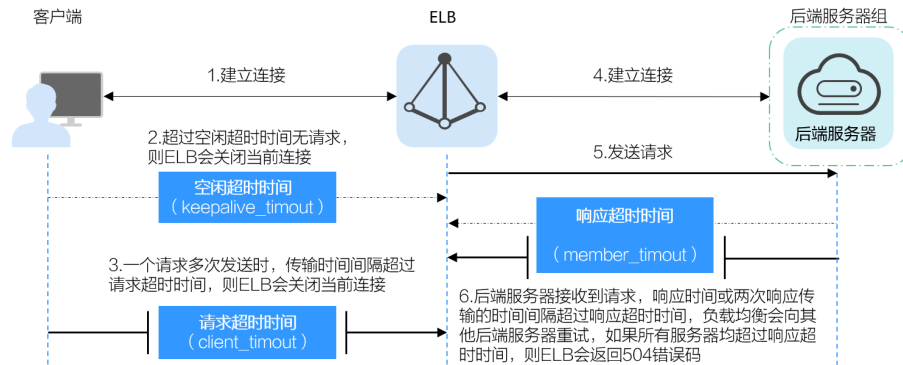 客户端
ELB
后端服务器组
1.建立连接
4.建立连接
后端服务器
2.超过空闲超时时间无请求，
则ELB会关闭当前连接
5.发送请求
空闲超时时间
（keepalive_timout）
响应超时时间
（member_timout）
3.一个请求多次发送时，传输时间间隔超过
请求超时时间，则ELB会关闭当前连接
请求超时时间
（client_timout）
6.后端服务器接收到请求，响应时间或两次响应传
输的时间间隔超过响应超时时间，负载均衡会向其
他后端服务器重试，如果所有服务器均超过响应超
时时间，则ELB会返回504错误码